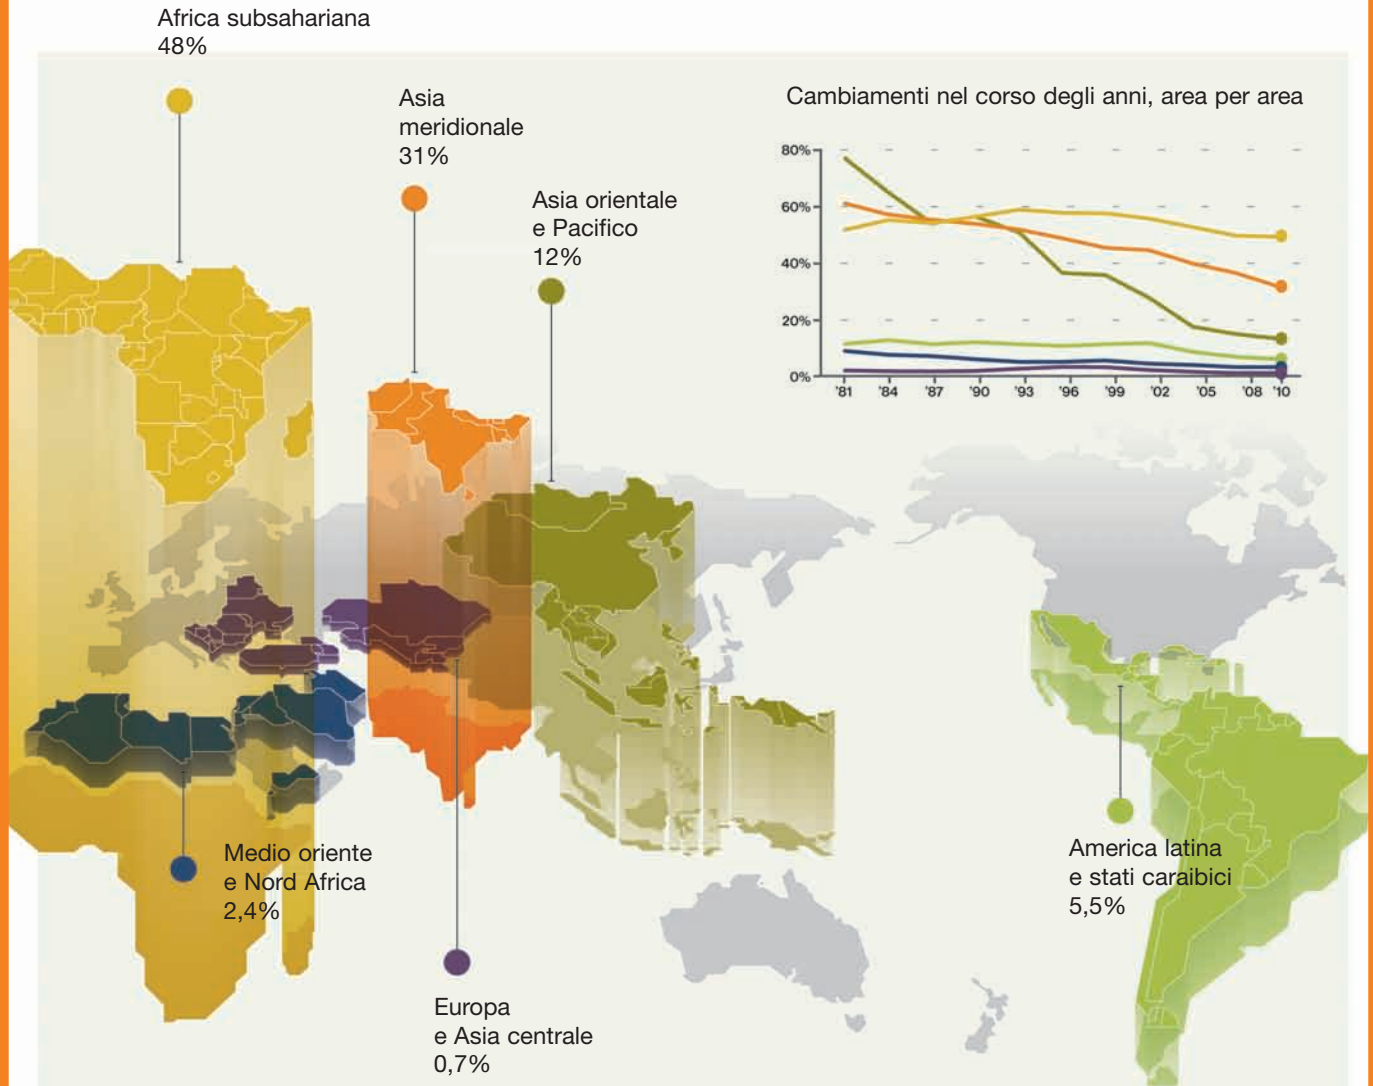 Africa subsahariana
48%
Asia
meridionale
31%
Asia orientale
e Pacifico
12%
Cambiamenti nel corso degli anni, area per area
80%
60%
40%
20%
0%
'81 '84 '87 '90 '93 '96 '99 '02 '05 '08 '10
Medio oriente
e Nord Africa
2,4%
Europa
e Asia centrale
0,7%
America latina
e stati caraibici
5,5%